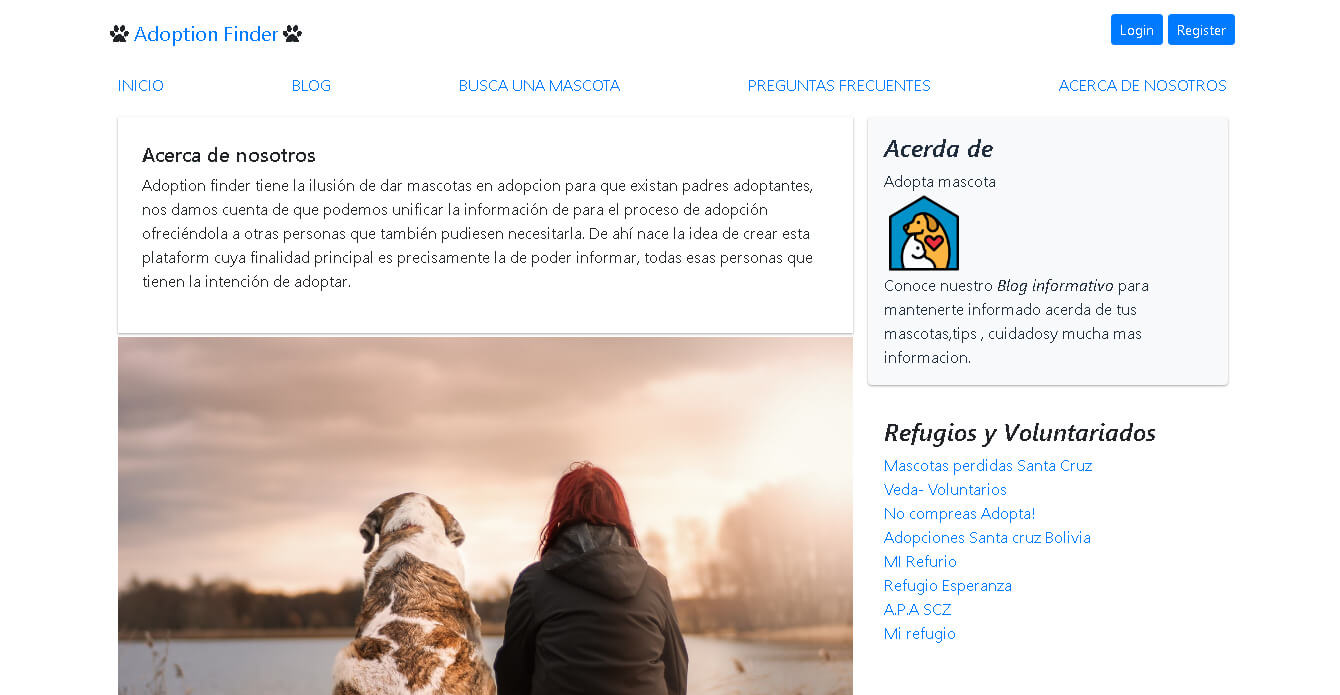 Adoption Finder
Login
Register
INICIO
BLOG
BUSCA UNA MASCOTA
PREGUNTAS FRECUENTES
ACERCA DE NOSOTROS
Acerca de nosotros
Adoption finder tiene la ilusión de dar mascotas en adopcion para que existan padres adoptantes,
nos damos cuenta de que podemos unificar la información de para el proceso de adopción
ofreciéndola a otras personas que también pudiesen necesitarla. De ahí nace la idea de crear esta
plataform cuya finalidad principal es precisamente la de poder informar, todas esas personas que
tienen la intención de adoptar.
Acerda de
Adopta mascota
Conoce nuestro Blog informativo para
mantenerte informado acerda de tus
mascotas,tips , cuidadosy mucha mas
informacion.
Refugios y Voluntariados
Mascotas perdidas Santa Cruz
Veda- Voluntarios
No compreas Adopta!
Adopciones Santa cruz Bolivia
MI Refurio
Refugio Esperanza
A.P.A SCZ
Mi refugio